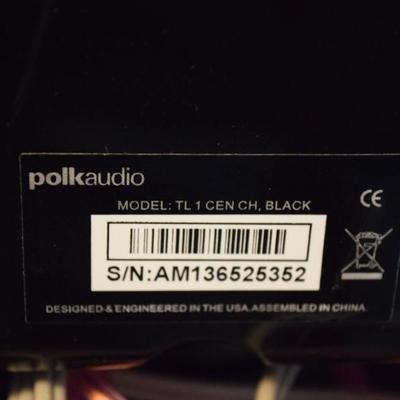 polkaudio
MODEL: TL 1 CEN CH, BLACK
CE
S/N:AM136525352
DESIGNED & ENGINEERED IN THE USA. ASSEMBLED IN CHINA.